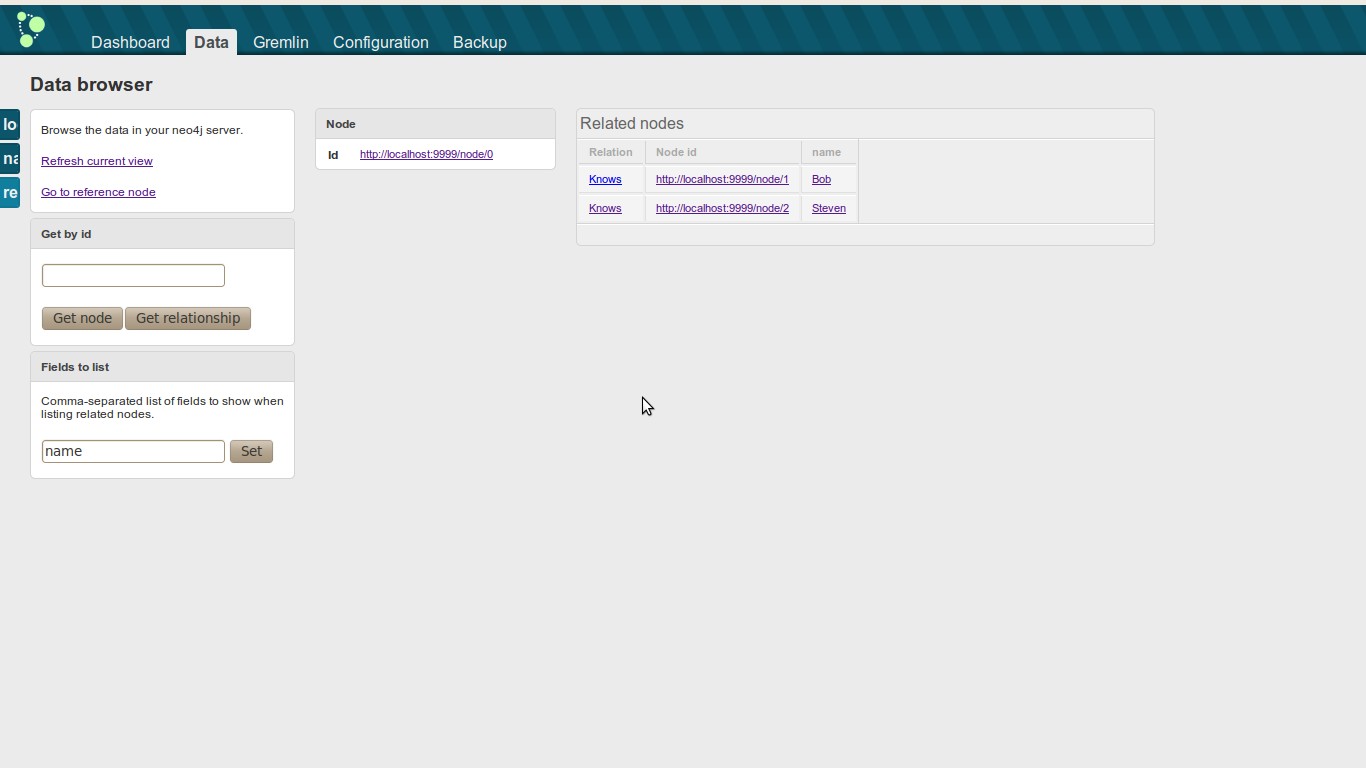 Dashboard Data Gremlin Configuration Backup
Data browser
lo
re
Browse the data in your neo4j server.
Refresh current view
Go to reference node
Get by id
Get node Get relationship
Fields to list
Comma-separated list of fields to show when
listing related nodes.
name Set
Node
Id http://localhost:9999/node/0
Related nodes
Relation Node id name
Knows http://localhost:9999/node/1 Bob
Knows http://localhost:9999/node/2 Steven